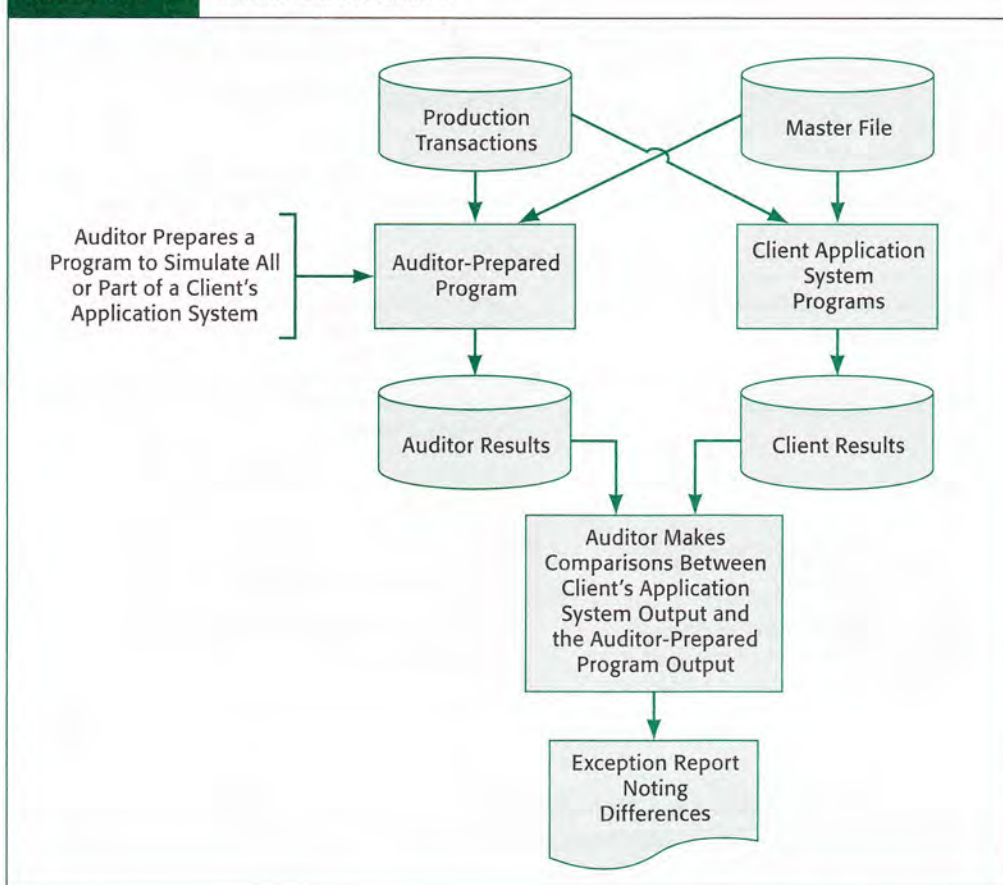 Production
Transactions
Master File
Auditor Prepares a
Program to Simulate All
or Part of a Client's
Application System
Auditor-Prepared
Program
Client Application
System
Programs
Auditor Results
Client Results
Auditor Makes
Comparisons Between
Client's Application
System Output and
the Auditor-Prepared
Program Output
Exception Report
Noting
Differences